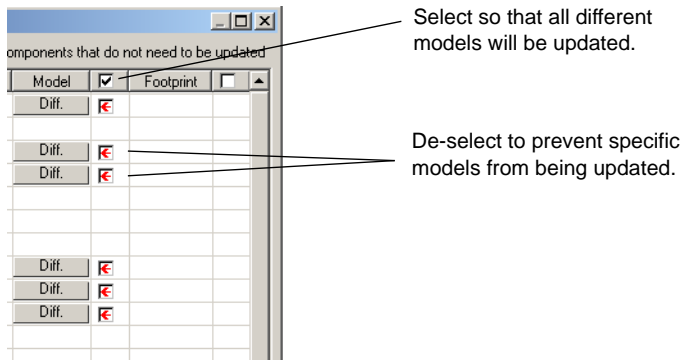 Select so that all different
models will be updated.
omponents that do not need to be updated
Model Footprint
Diff.
De-select to prevent specific
models from being updated.
Diff.
Diff.
Diff.
Diff.
Diff.